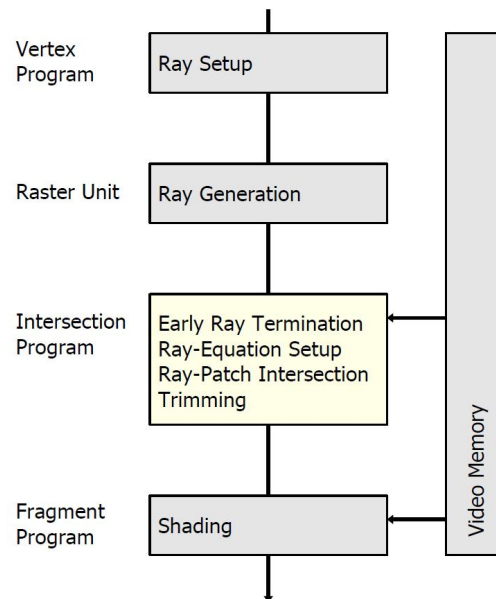 Vertex
Program
Ray Setup
Raster Unit
Ray Generation
Intersection
Program
Early Ray Termination
Ray-Equation Setup
Ray-Patch Intersection
Trimming
Fragment
Program
Shading
Video Memory